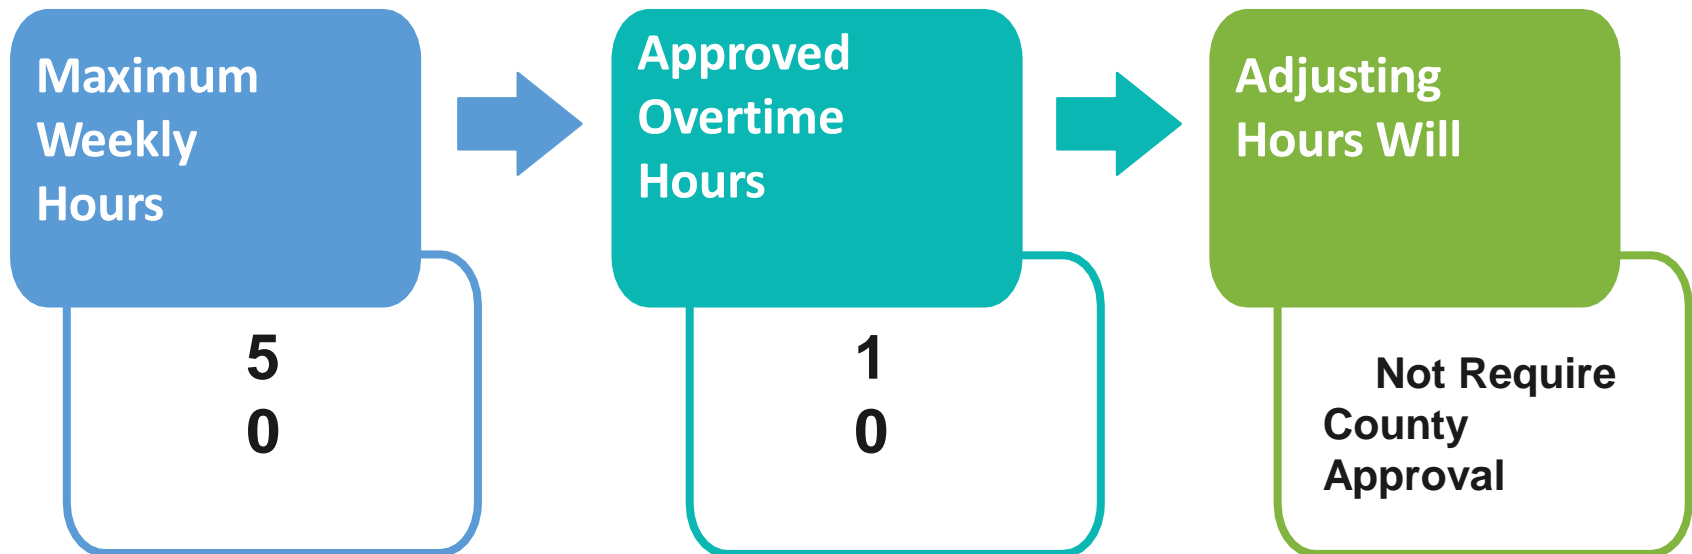 Maximum
Weekly
Hours
5
0
Approved
Overtime
Hours
1
0
Adjusting
Hours Will
Not Require
County
Approval